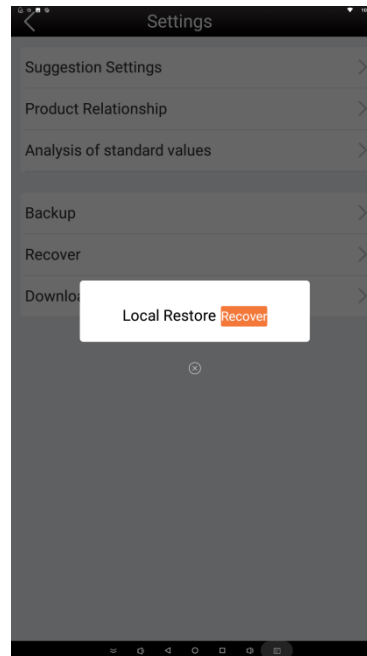 Settings
Suggestion Settings
Product Relationship
Analysis of standard values
Backup
Recover
Downlo
Local Restore Recover